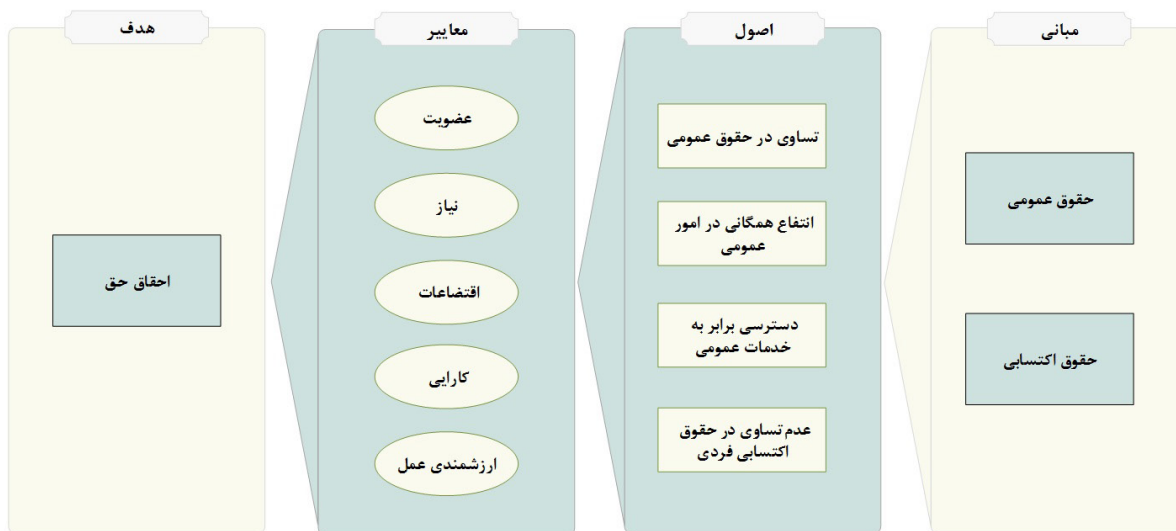 مبانی
حقوق عمومی
حقوق اکتسابی
اصول
تساوی در حقوق عمومی
انتفاع همگانی در امور
عمومی
دسترسی برابر به
خدمات عمومی
عدم تساوی در حقوق
اکتسابی فردی
معاییر
عضویت
نیاز
اقتضاعات
کارایی
ارزشمندی عمل
هدف
احقاق حق